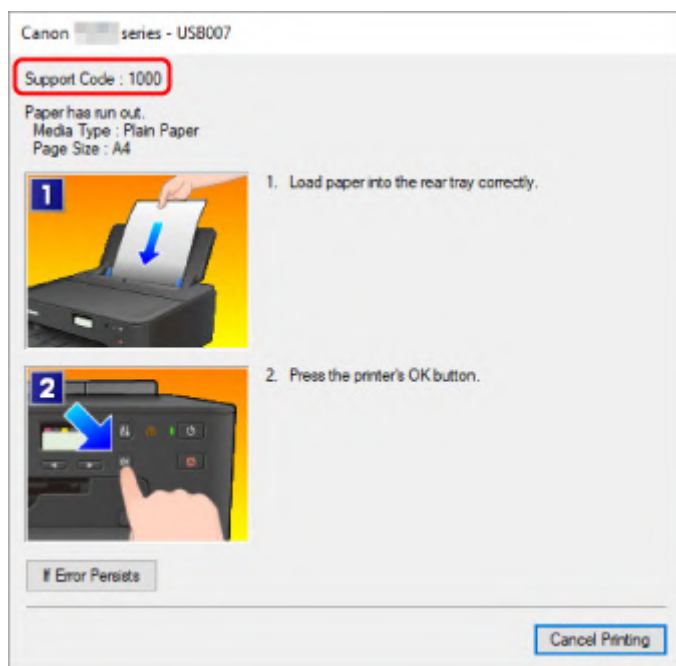 Canon series - USB007
Support Code : 1000
Paper has run out.
Media Type : Plain Paper
Page Size : A4
1
1. Load paper into the rear tray correctly.
2
2. Press the printer's OK button.
OK
If Error Persists
Cancel Printing